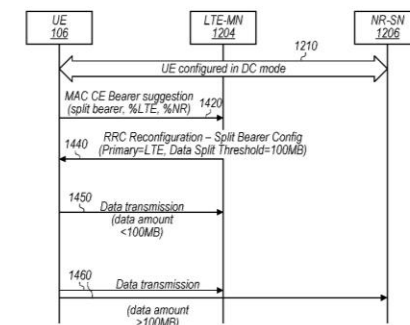 UE
106
LTE-MN
1204
NR-SN
1206
1210
UE configured in DC mode
MAC CE Bearer suggestion
(split bearer, %LTE, %NR)
1420
1440
RRC Reconfiguration – Split Bearer Config
(Primary=LTE, Data Split Threshold=100MB)
1450
Data transmission
(data amount
<100MB)
1460
Data transmission
(data amount
>100MB)